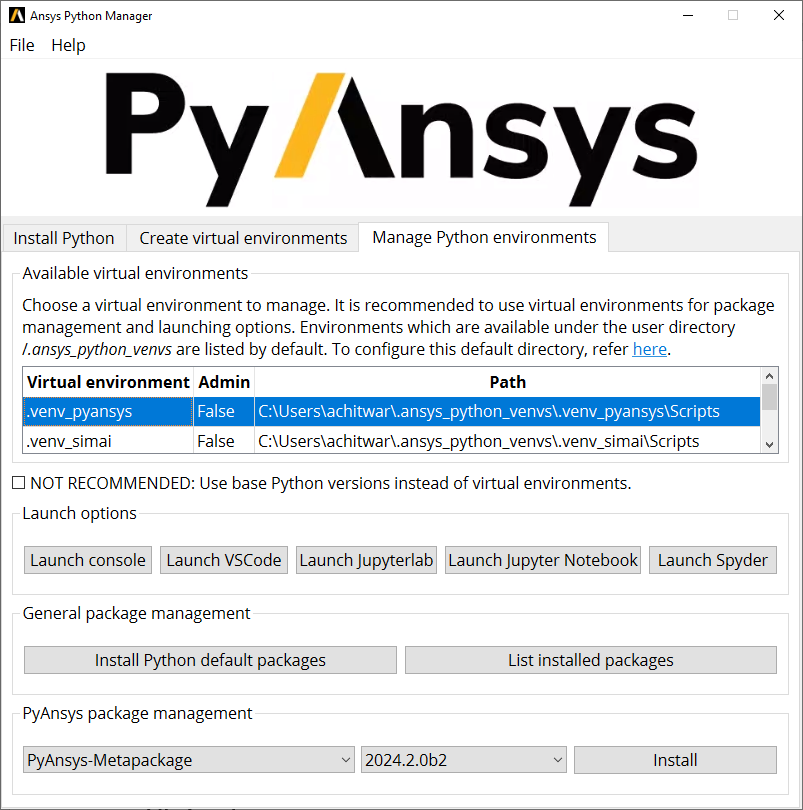 Ansys Python Manager
File Help
PyAnsys
Install Python Create virtual environments Manage Python environments
Available virtual environments
Choose a virtual environment to manage. It is recommended to use virtual environments for package
management and launching options. Environments which are available under the user directory
/.ansys_python_venvs are listed by default. To configure this default directory, refer here.
Virtual environment Admin Path
.venv_pyansys False C:\Users\achitwar\.ansys_python_venvs\.venv_pyansys\Scripts
.venv_simai False C:\Users\achitwar\.ansys_python_venvs\.venv_simai\Scripts
NOT RECOMMENDED: Use base Python versions instead of virtual environments.
Launch options
Launch console Launch VSCode Launch Jupyterlab Launch Jupyter Notebook Launch Spyder
General package management
Install Python default packages List installed packages
PyAnsys package management
PyAnsys-Metapackage 2024.2.0b2 Install